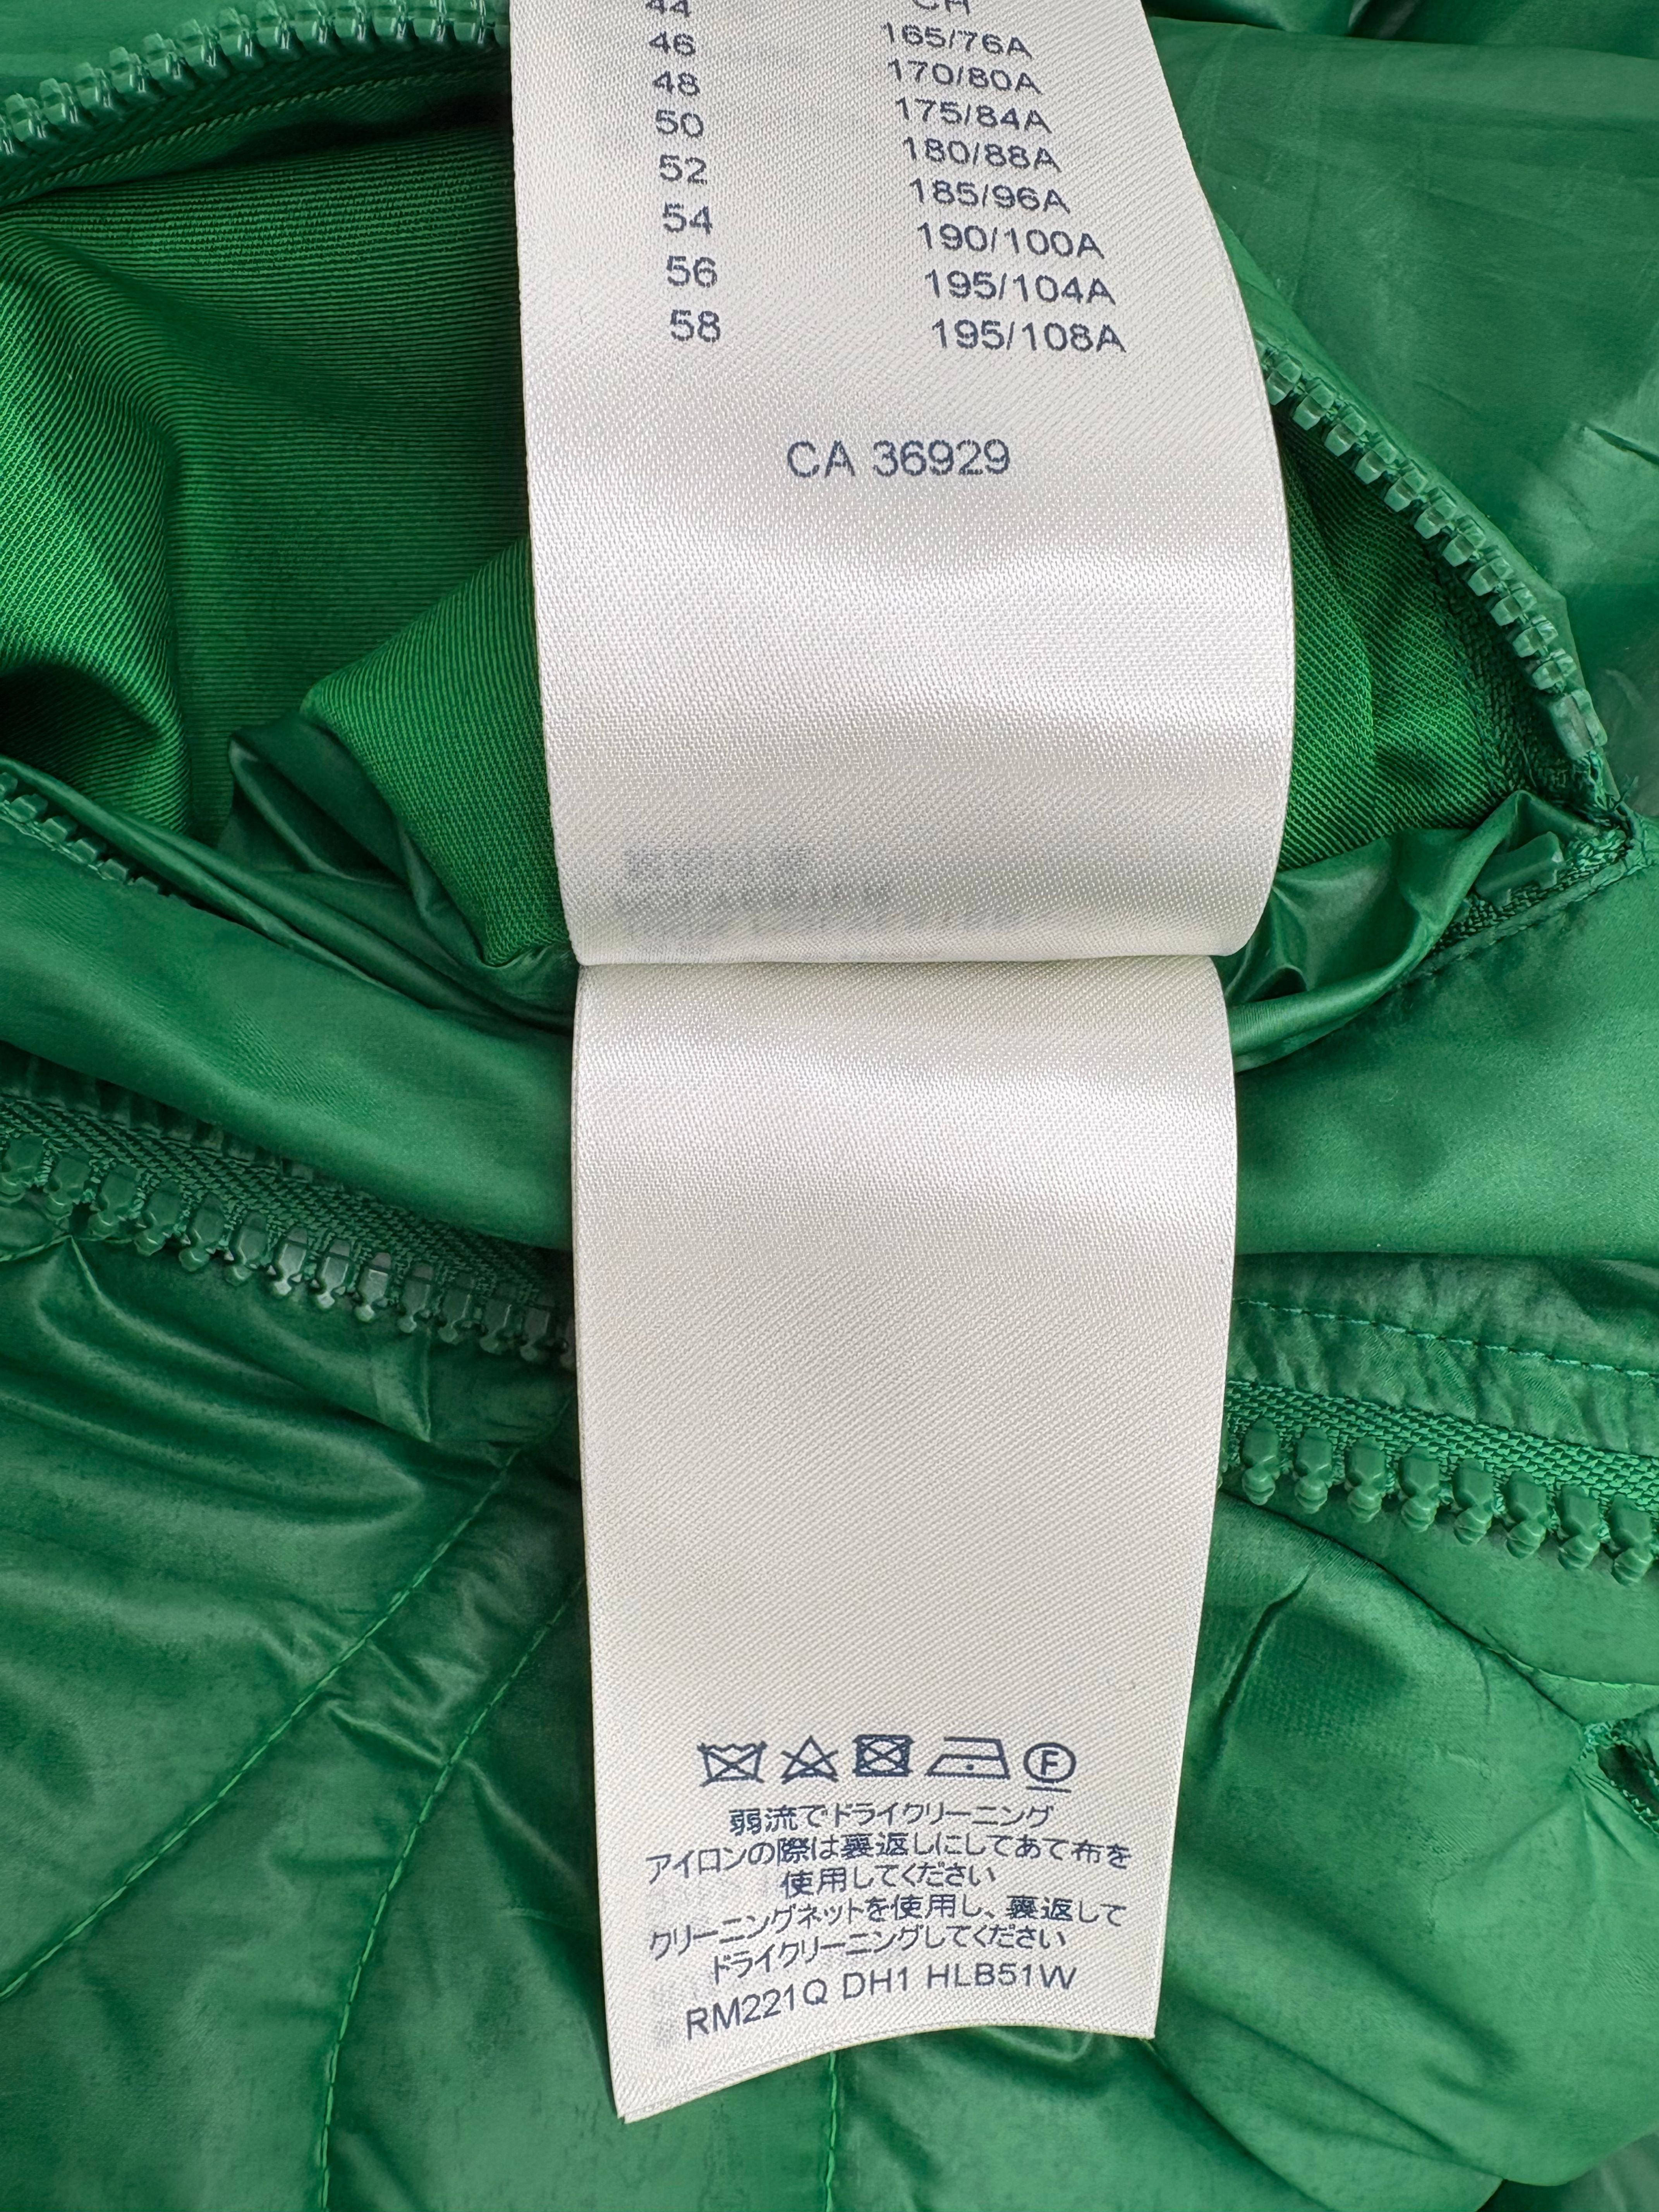 44 CH
46 165/76A
48 170/80A
50 175/84A
52 180/88A
54 185/96A
56 190/100A
58 195/104A
195/108A
CA 36929
F
弱流でドライクリーニング
アイロンの際は裏返しにしてあて布を
使用してください
クリーニングネットを使用し、裏返して
ドライクリーニングしてください
RM221Q DH1 HLB51W